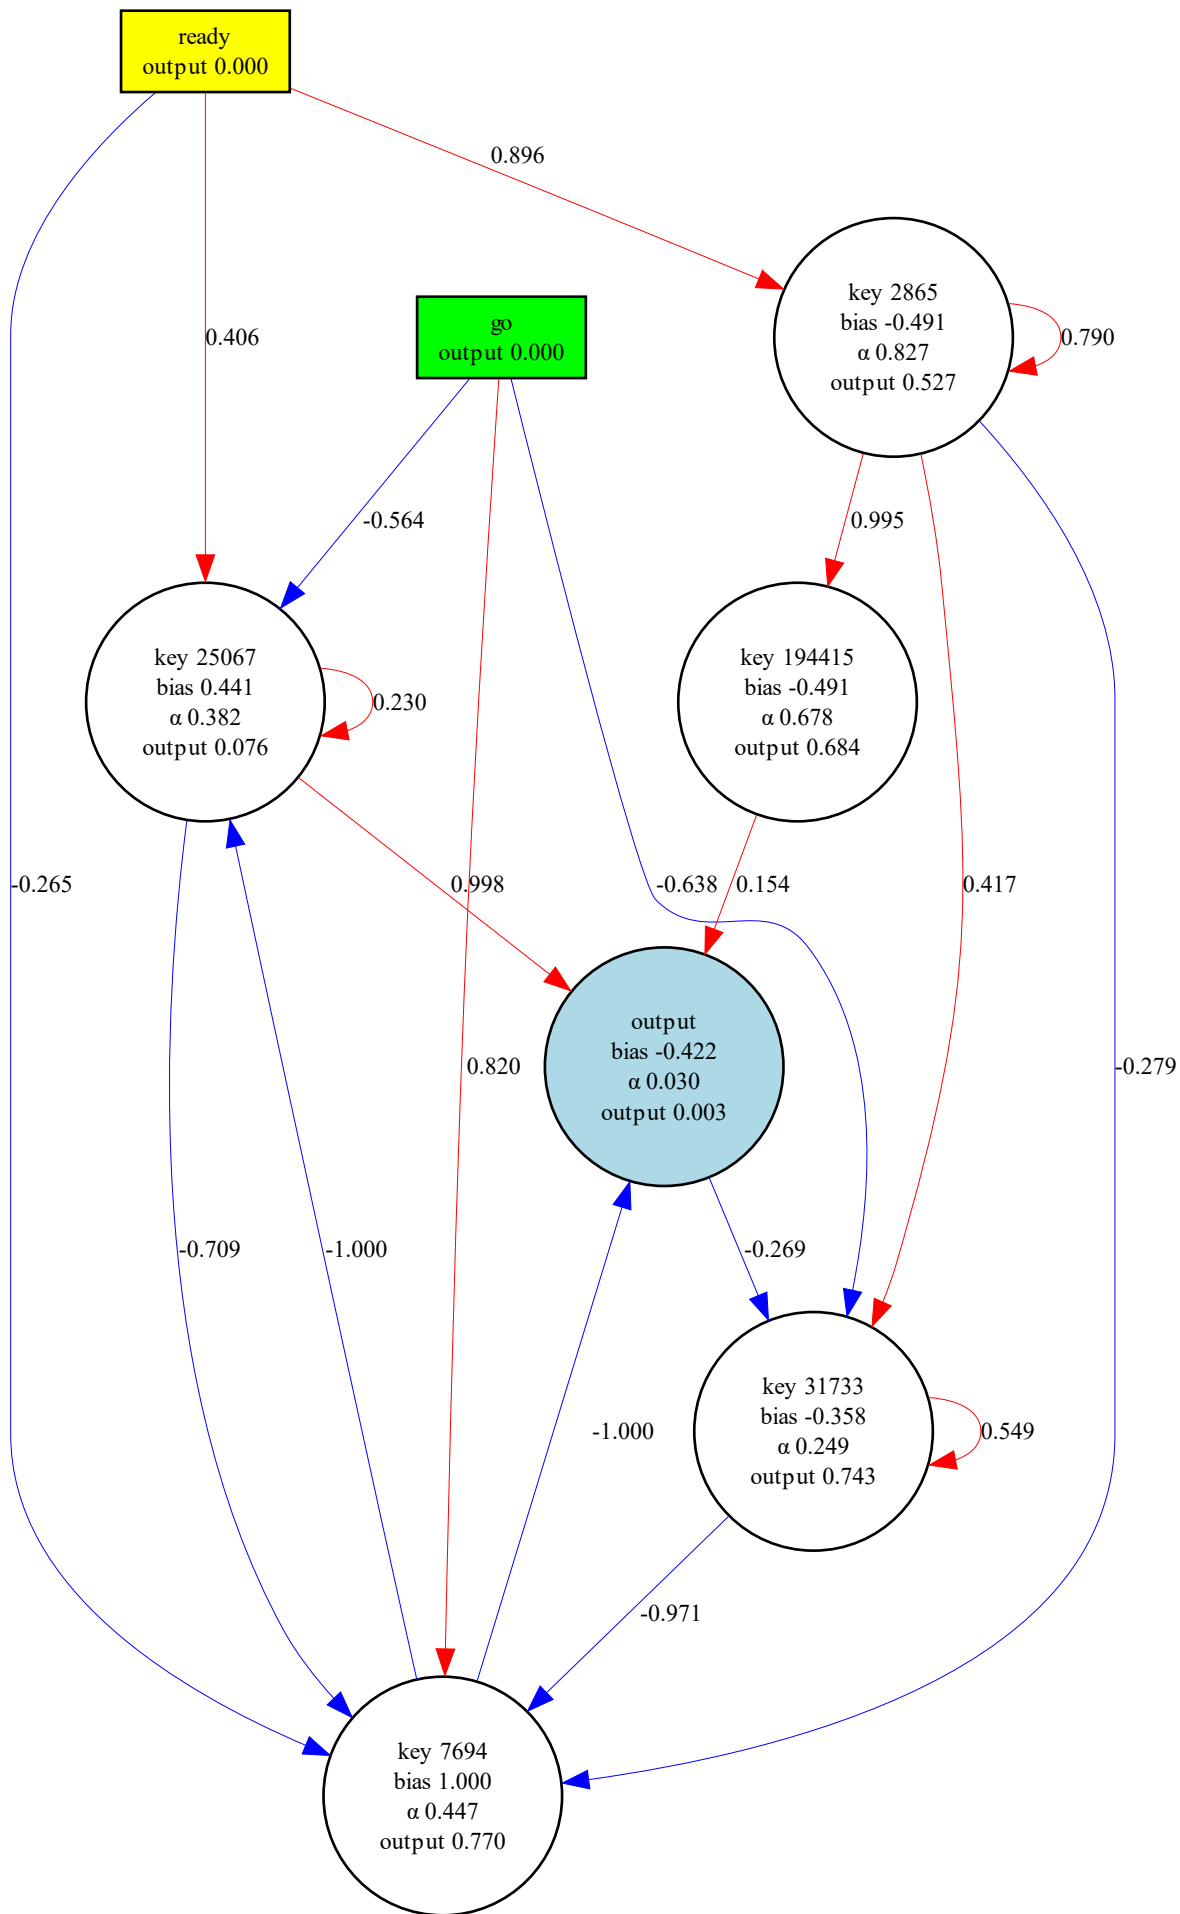 ready
output 0.000
0.896
key 2865
bias -0.491
α 0.827
output 0.527
0.790
go
output 0.000
0.406
-0.564
0.995
key 25067
bias 0.441
α 0.382
output 0.076
0.230
key 194415
bias -0.491
α 0.678
output 0.684
-0.265
0.998
-0.638
0.154
0.417
output
bias -0.422
α 0.030
output 0.003
0.820
-0.279
-0.709
-1.000
-0.269
key 31733
bias -0.358
α 0.249
output 0.743
0.549
-1.000
-0.971
key 7694
bias 1.000
α 0.447
output 0.770